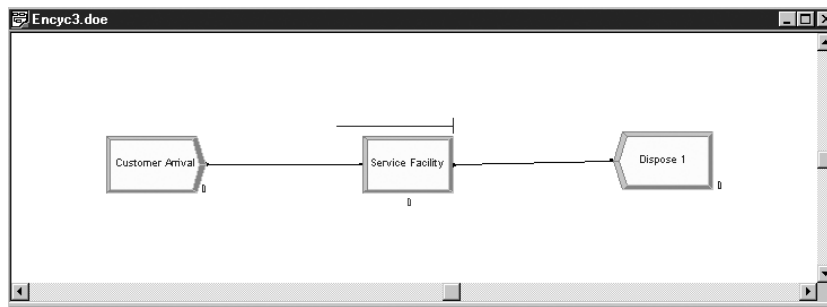 Encyc3.doe
Customer Arrival
Service Facility
Dispose 1
0
0
0